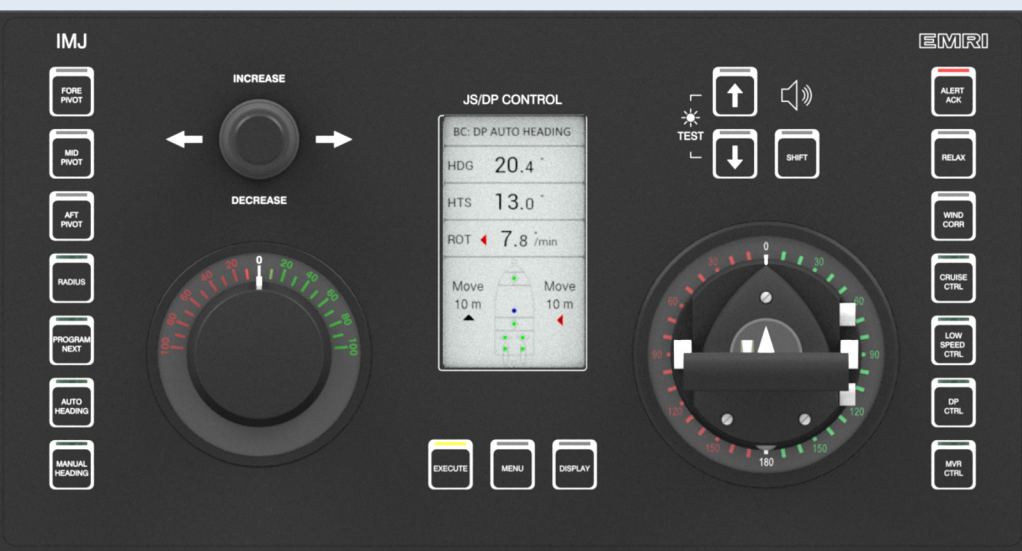 IMJ
EMRI
FORE
PIVOT
MID
PIVOT
AFT
PIVOT
RADIUS
PROGRAM
NEXT
AUTO
HEADING
MANUAL
HEADING
INCREASE
DECREASE
100
80
60
40
20
0
20
40
60
80
100
JS/DP CONTROL
BC: DP AUTO HEADING
HDG 20.4 °
HTS 13.0 °
ROT 7.8 °/min
Move
10 m
Move
10 m
EXECUTE
MENU
DISPLAY
TEST
SHIFT
0
30
60
90
120
150
180
150
120
90
60
30
ALERT
ACK
RELAX
WIND
CORR
CRUISE
CTRL
LOW
SPEED
CTRL
DP
CTRL
MVR
CTRL